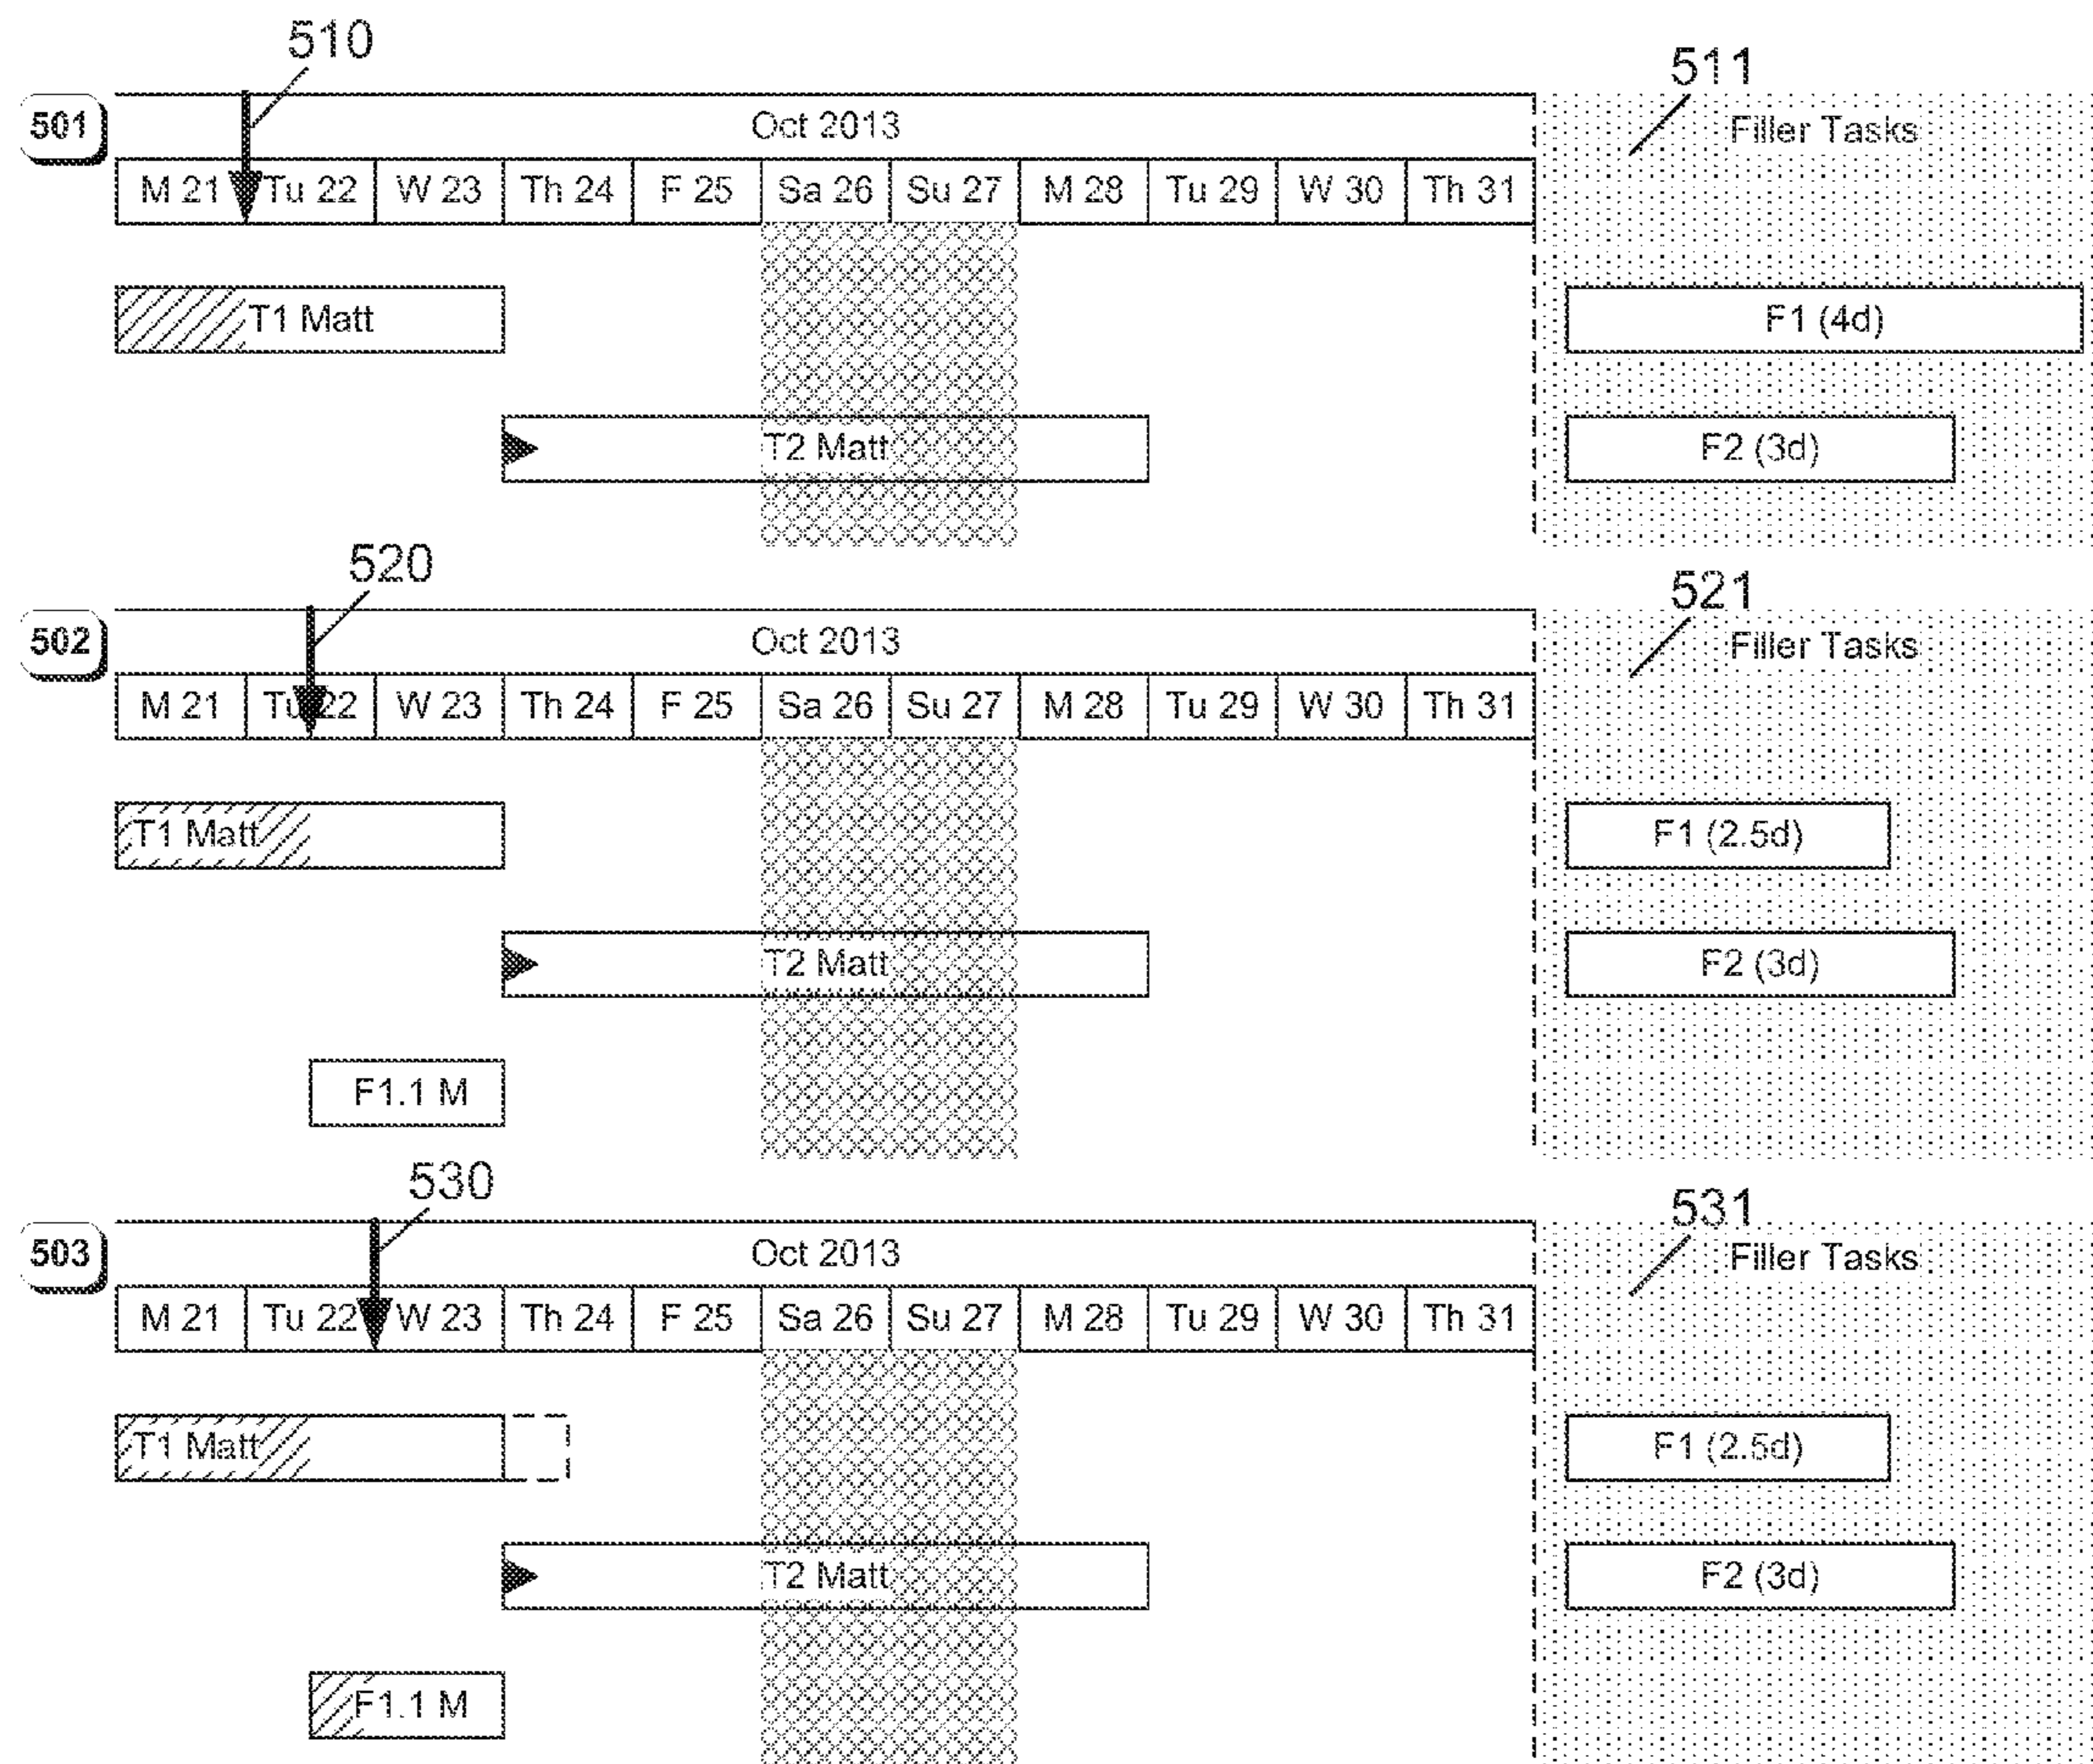 510
511
501
Oct 2013
Filler Tasks
M 21 Tu 22 W 23 Th 24 F 25 Sa 26 Su 27 M 28 Tu 29 W 30 Th 31
T1 Matt
F1 (4d)
T2 Matt
F2 (3d)
520
521
502
Oct 2013
Filler Tasks
M 21 Tu 22 W 23 Th 24 F 25 Sa 26 Su 27 M 28 Tu 29 W 30 Th 31
T1 Matt
F1 (2.5d)
T2 Matt
F2 (3d)
F1.1 M
530
531
503
Oct 2013
Filler Tasks
M 21 Tu 22 W 23 Th 24 F 25 Sa 26 Su 27 M 28 Tu 29 W 30 Th 31
T1 Matt
F1 (2.5d)
T2 Matt
F2 (3d)
F1.1 M